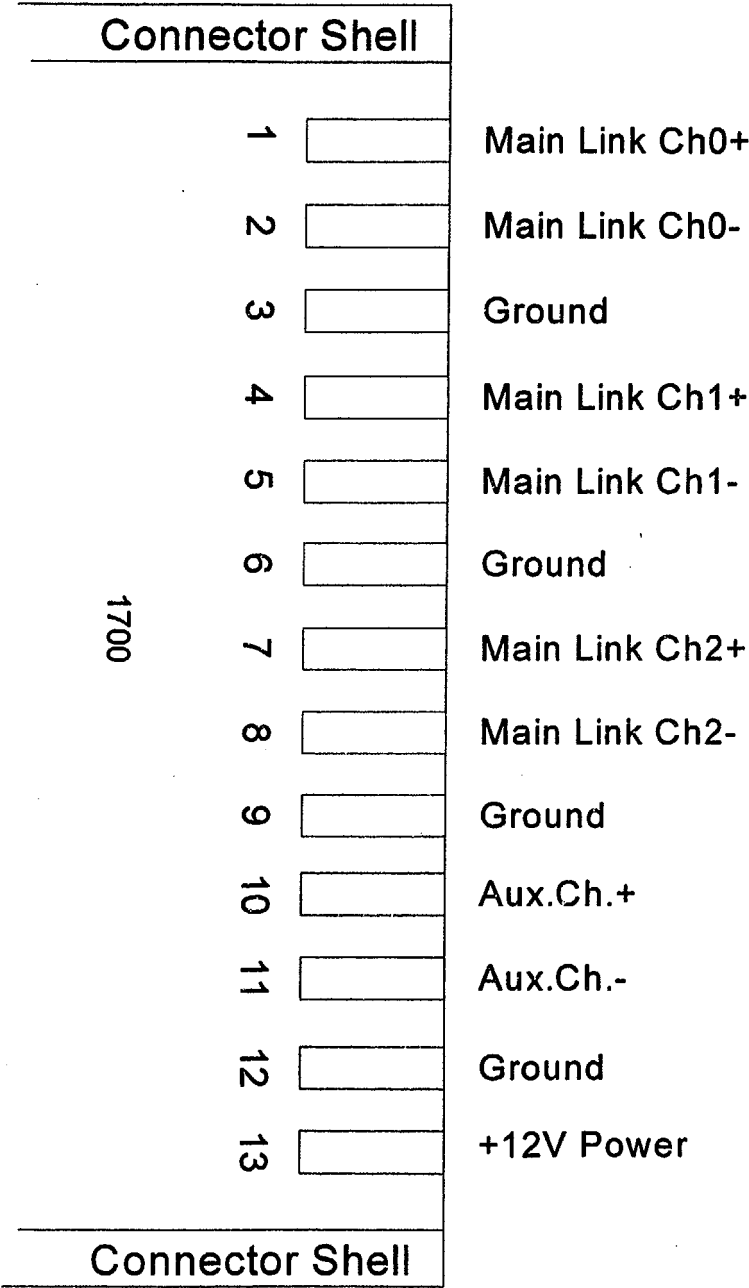 Connector Shell
1 Main Link Ch0+
2 Main Link Ch0-
3 Ground
4 Main Link Ch1+
5 Main Link Ch1-
6 Ground
1700
7 Main Link Ch2+
8 Main Link Ch2-
9 Ground
10 Aux.Ch.+
11 Aux.Ch.-
12 Ground
13 +12V Power
Connector Shell